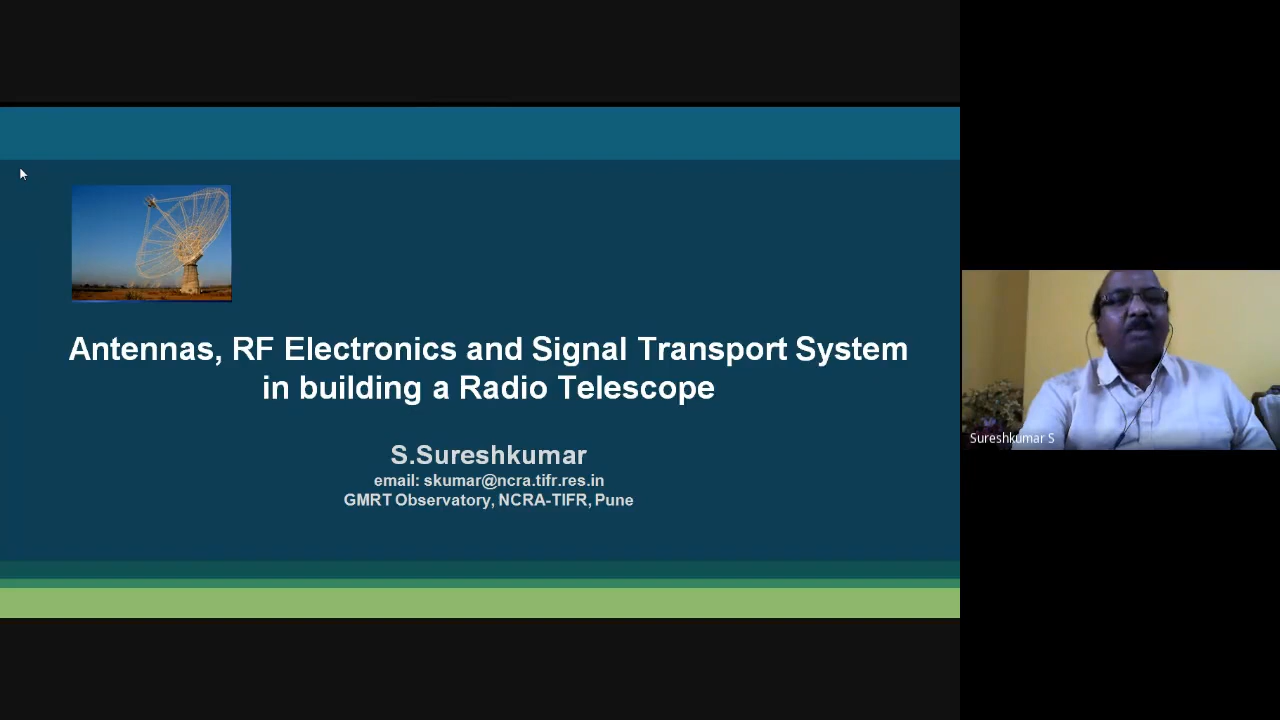 Antennas, RF Electronics and Signal Transport System
in building a Radio Telescope
S.Sureshkumar
email: skumar@ncra.tifr.res.in
GMRT Observatory, NCRA-TIFR, Pune
Sureshkumar S